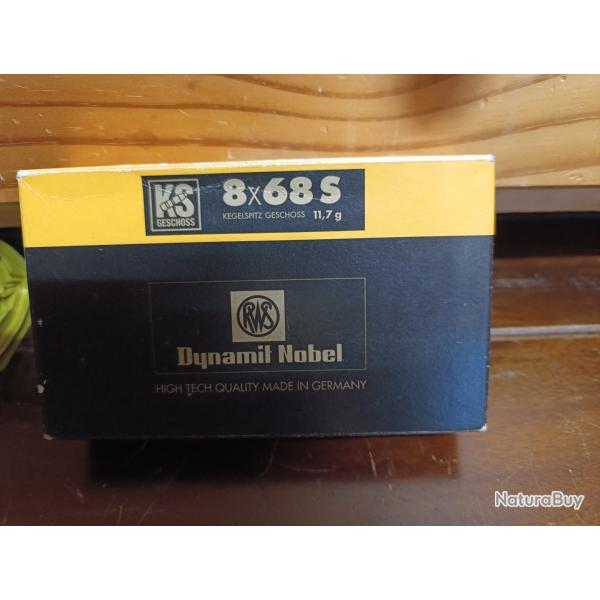 KS
GESCHOSS
8x68 S
KEGELSPITZ GESCHOSS 11,7 g
RWS
Dynamit Nobel
HIGH TECH QUALITY MADE IN GERMANY
NaturaBuy